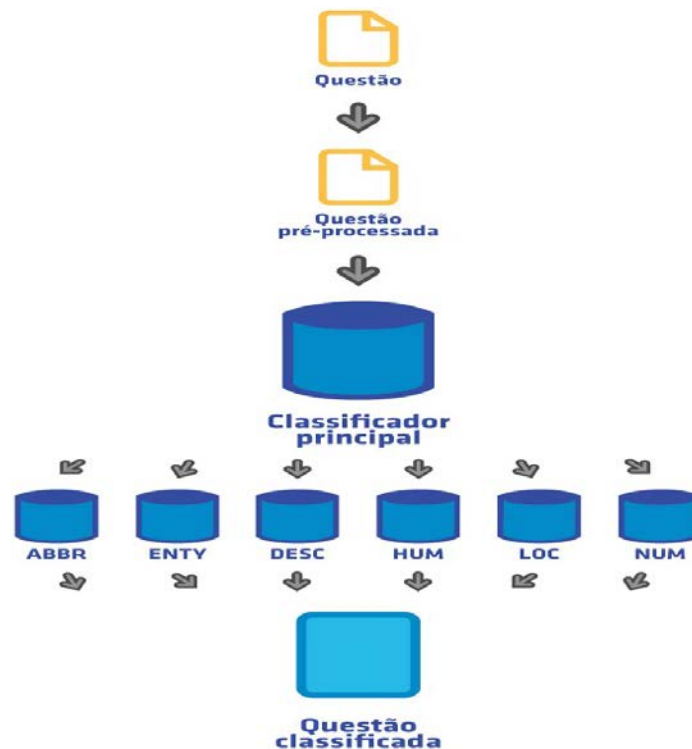 Questão
Questão
pré-processada
Classificador
principal
ABBR ENTY DESC HUM LOC NUM
Questão
classificada